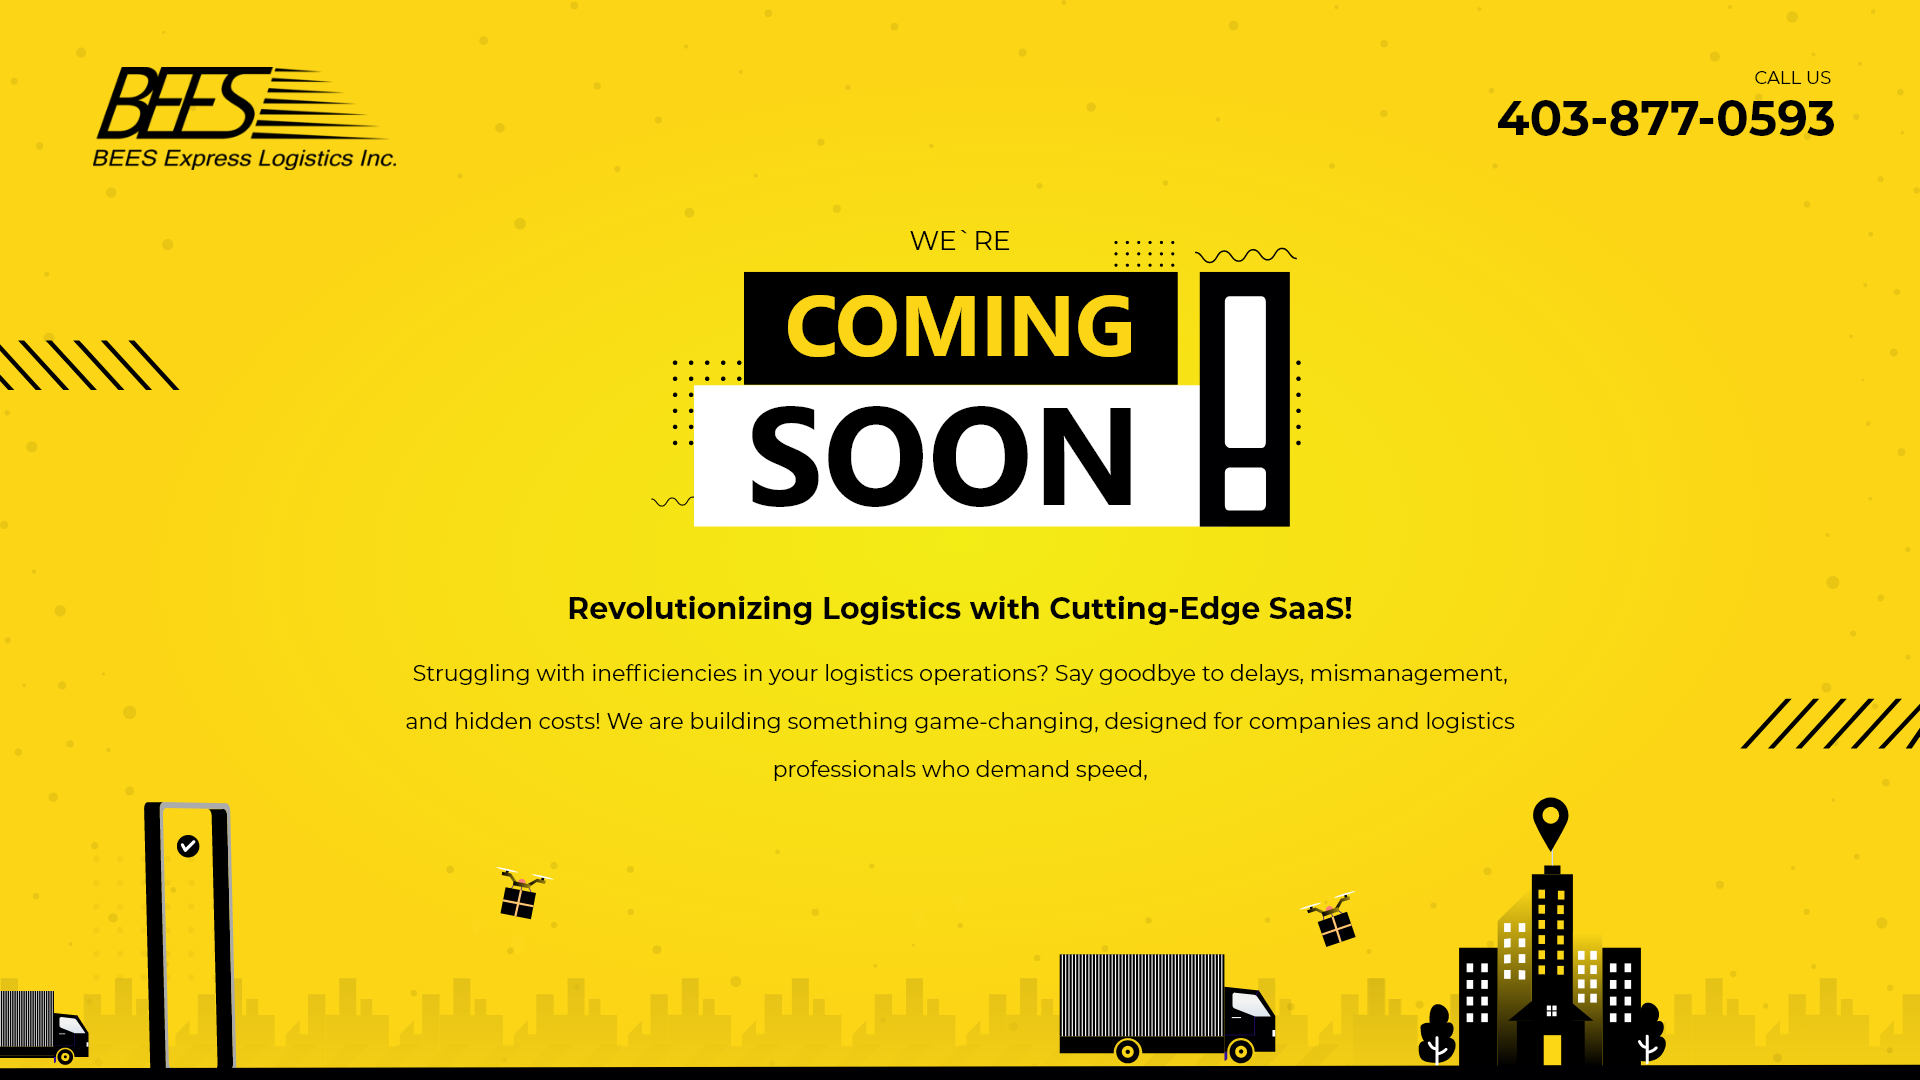 BEES
BEES Express Logistics Inc.
CALL US
403-877-0593
WE`RE
COMING
SOON!
Revolutionizing Logistics with Cutting-Edge SaaS!
Struggling with inefficiencies in your logistics operations? Say goodbye to delays, mismanagement,
and hidden costs! We are building something game-changing, designed for companies and logistics
professionals who demand speed,